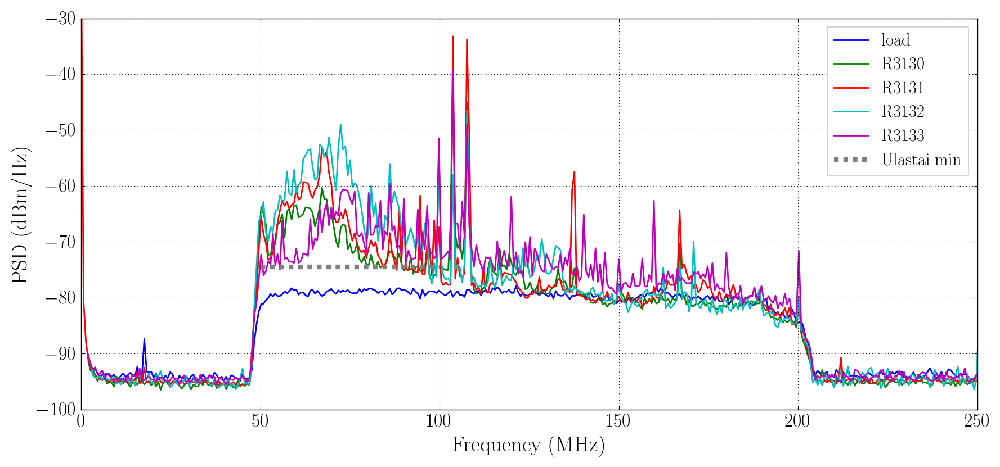 −30
−40
−50
−60
−70
−80
−90
−100
PSD (dBm/Hz)
0 50 100 150 200 250
Frequency (MHz)
load
R3130
R3131
R3132
R3133
Ulastai min